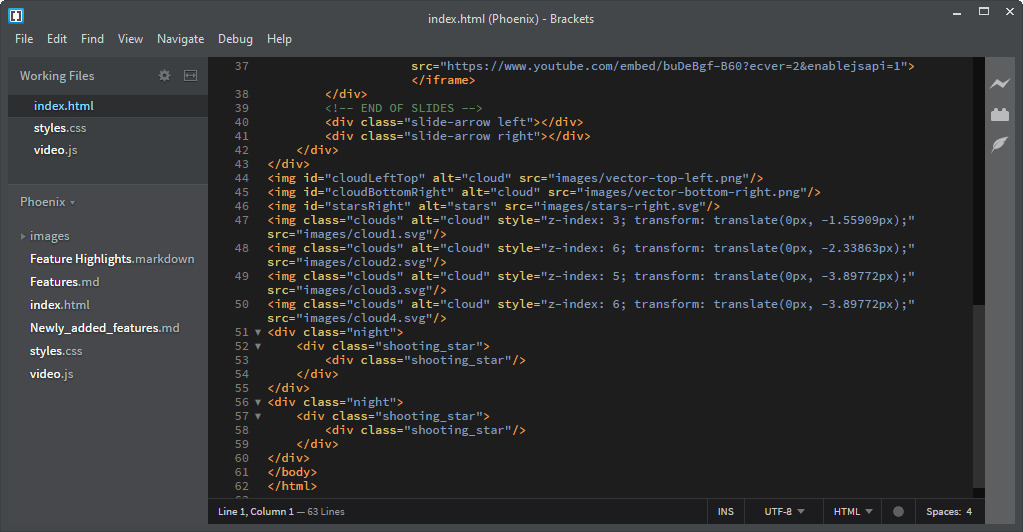 index.html (Phoenix) - Brackets
File Edit Find View Navigate Debug Help
Working Files
index.html
styles.css
video.js
Phoenix
images
Feature Highlights.markdown
Features.md
index.html
Newly_added_features.md
styles.css
video.js
37 src="https://www.youtube.com/embed/buDeBgf-B60?ecver=2&enablejsapi=1">
</iframe>
38 </div>
39 <!-- END OF SLIDES -->
40 <div class="slide-arrow left"></div>
41 <div class="slide-arrow right"></div>
42 </div>
43 </div>
44 <img id="cloudLeftTop" alt="cloud" src="images/vector-top-left.png"/>
45 <img id="cloudBottomRight" alt="cloud" src="images/vector-bottom-right.png"/>
46 <img id="starsRight" alt="stars" src="images/stars-right.svg"/>
47 <img class="clouds" alt="cloud" style="z-index: 3; transform: translate(0px, -1.55909px);"
src="images/cloud1.svg"/>
48 <img class="clouds" alt="cloud" style="z-index: 6; transform: translate(0px, -2.33863px);"
src="images/cloud2.svg"/>
49 <img class="clouds" alt="cloud" style="z-index: 5; transform: translate(0px, -3.89772px);"
src="images/cloud3.svg"/>
50 <img class="clouds" alt="cloud" style="z-index: 6; transform: translate(0px, -3.89772px);"
src="images/cloud4.svg"/>
51 <div class="night">
52 <div class="shooting_star">
53 <div class="shooting_star"/>
54 </div>
55 </div>
56 <div class="night">
57 <div class="shooting_star">
58 <div class="shooting_star"/>
59 </div>
60 </div>
61 </body>
62 </html>
Line 1, Column 1 — 63 Lines
INS UTF-8 HTML Spaces: 4